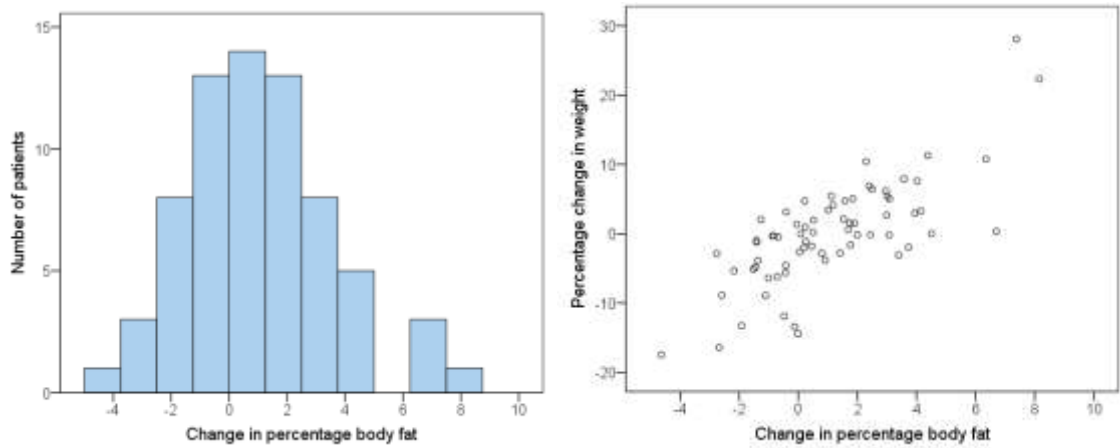 15
10
5
0
Number of patients
-4 -2 0 2 4 6 8 10
Change in percentage body fat
30
20
10
0
-10
-20
Percentage change in weight
-4 -2 0 2 4 6 8 10
Change in percentage body fat